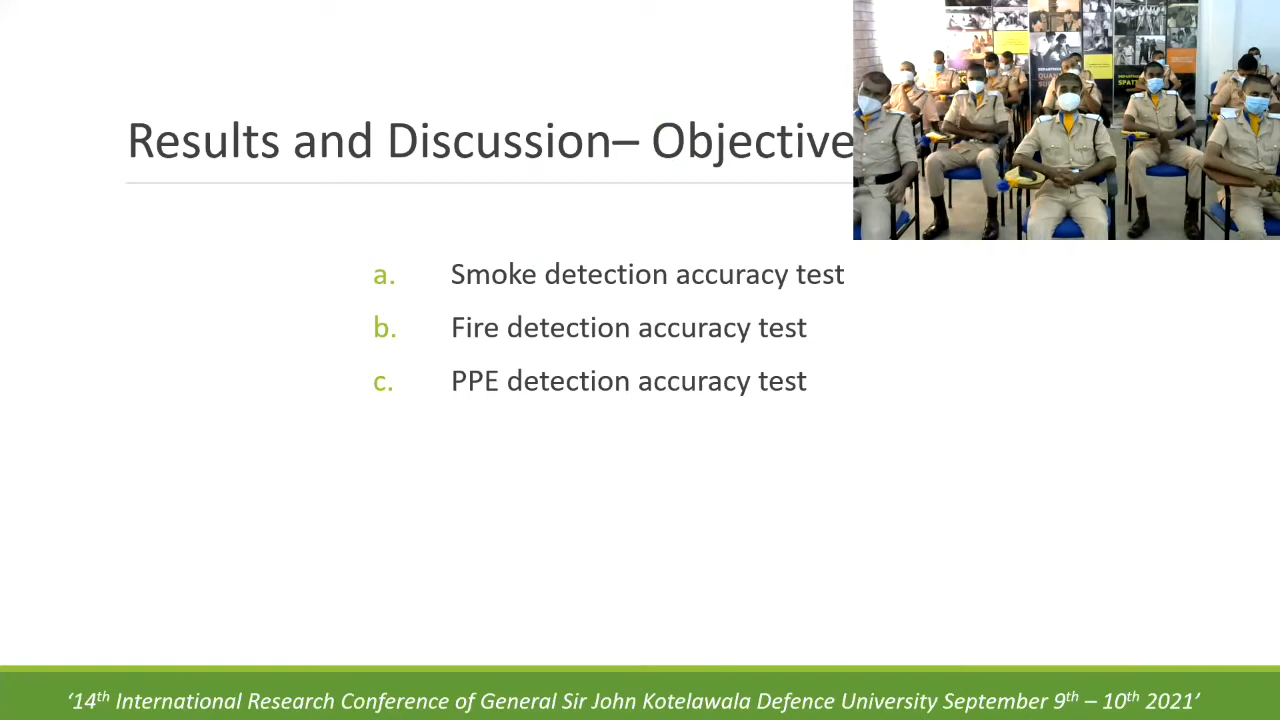 Results and Discussion– Objective
a. Smoke detection accuracy test
b. Fire detection accuracy test
c. PPE detection accuracy test
‘14th International Research Conference of General Sir John Kotelawala Defence University September 9th – 10th 2021’